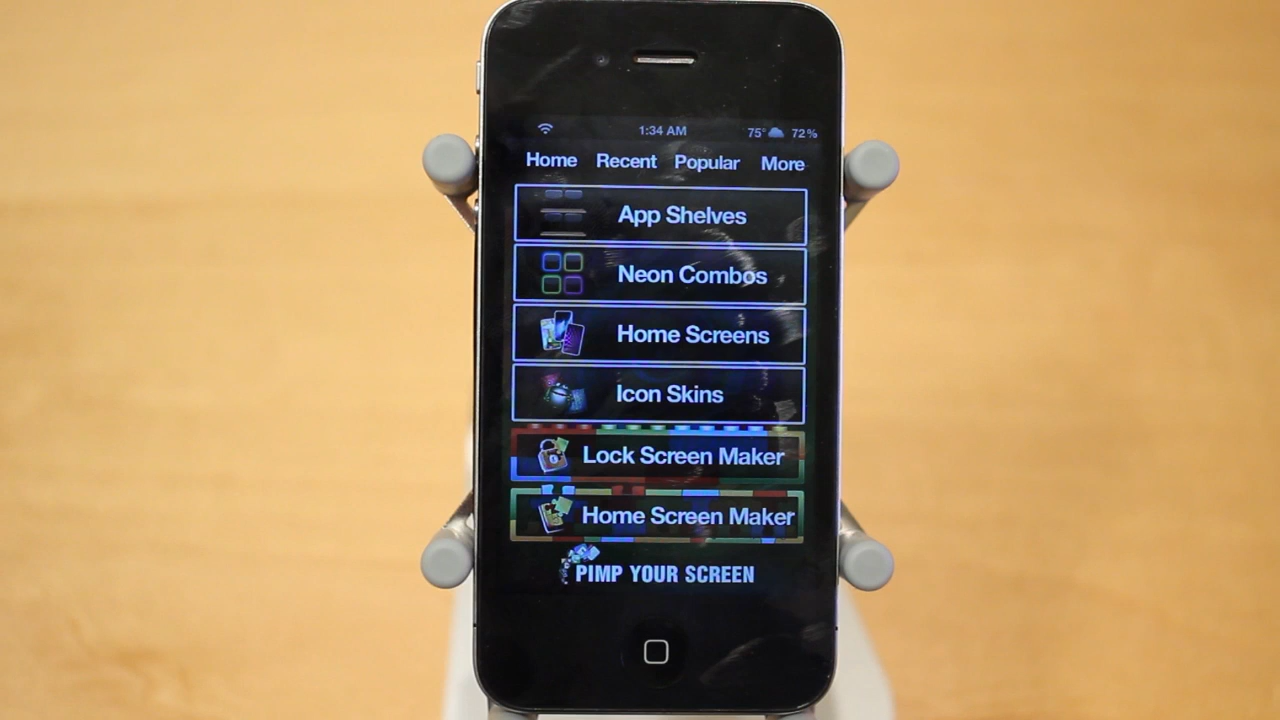 1:34 AM 75° 72%
Home Recent Popular More
App Shelves
Neon Combos
Home Screens
Icon Skins
Lock Screen Maker
Home Screen Maker
PIMP YOUR SCREEN